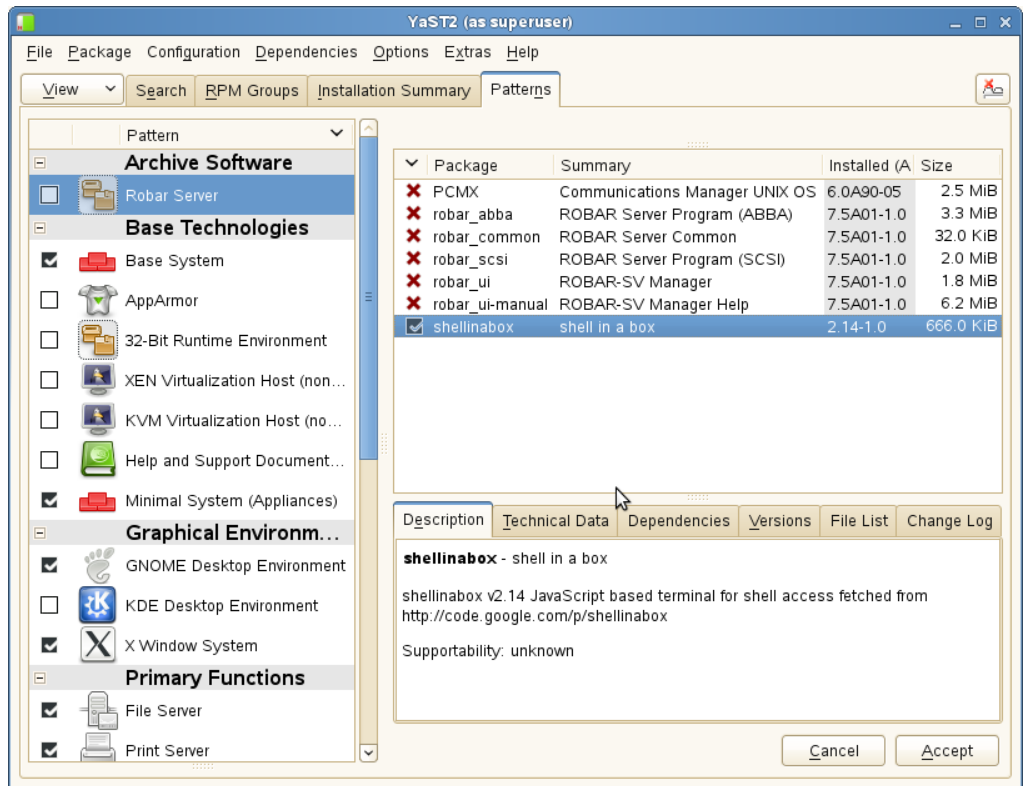 YaST2 (as superuser)
File Package Configuration Dependencies Options Extras Help
View Search RPM Groups Installation Summary Patterns
Pattern
Archive Software
Robar Server
Base Technologies
Base System
AppArmor
32-Bit Runtime Environment
XEN Virtualization Host (non...
KVM Virtualization Host (no...
Help and Support Document...
Minimal System (Appliances)
Graphical Environm...
GNOME Desktop Environment
KDE Desktop Environment
X Window System
Primary Functions
File Server
Print Server
Package Summary Installed (A Size
PCMX Communications Manager UNIX OS 6.0A90-05 2.5 MiB
robar_abba ROBAR Server Program (ABBA) 7.5A01-1.0 3.3 MiB
robar_common ROBAR Server Common 7.5A01-1.0 32.0 KiB
robar_scsi ROBAR Server Program (SCSI) 7.5A01-1.0 2.0 MiB
robar_ui ROBAR-SV Manager 7.5A01-1.0 1.8 MiB
robar_ui-manual ROBAR-SV Manager Help 7.5A01-1.0 6.2 MiB
shellinabox shell in a box 2.14-1.0 666.0 KiB
Description Technical Data Dependencies Versions File List Change Log
shellinabox - shell in a box
shellinabox v2.14 JavaScript based terminal for shell access fetched from
http://code.google.com/p/shellinabox
Supportability: unknown
Cancel Accept